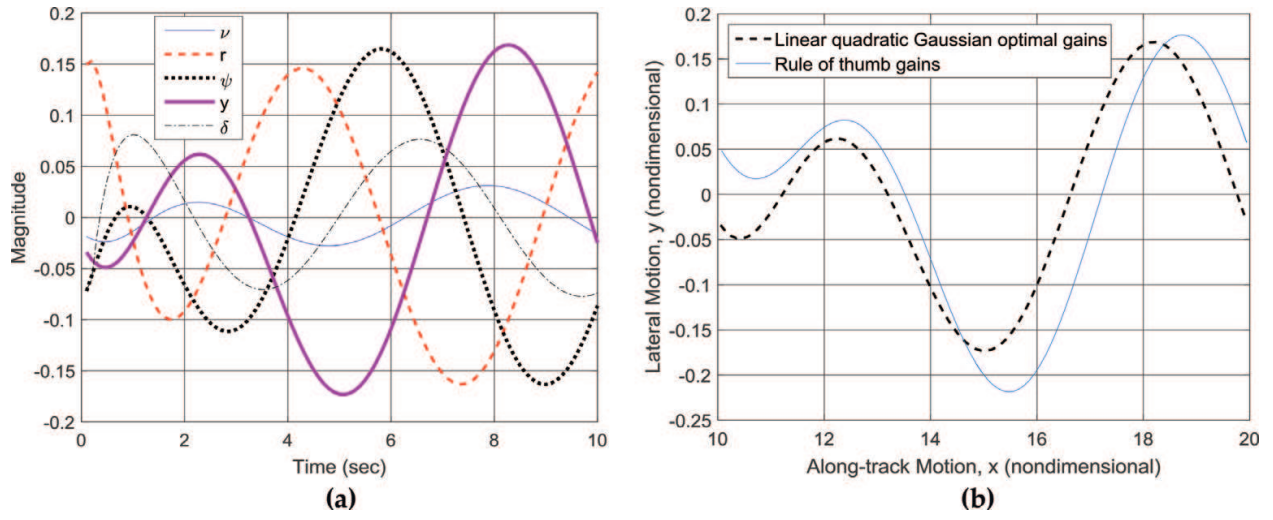 0.2
0.15
0.1
0.05
0
-0.05
-0.1
-0.15
-0.2
Magnitude
ν
r
ψ
y
δ
0
2
4
6
8
10
Time (sec)
(a)
0.2
0.15
0.1
0.05
0
-0.05
-0.1
-0.15
-0.2
-0.25
Lateral Motion, y (nondimensional)
Linear quadratic Gaussian optimal gains
Rule of thumb gains
10
12
14
16
18
20
Along-track Motion, x (nondimensional)
(b)